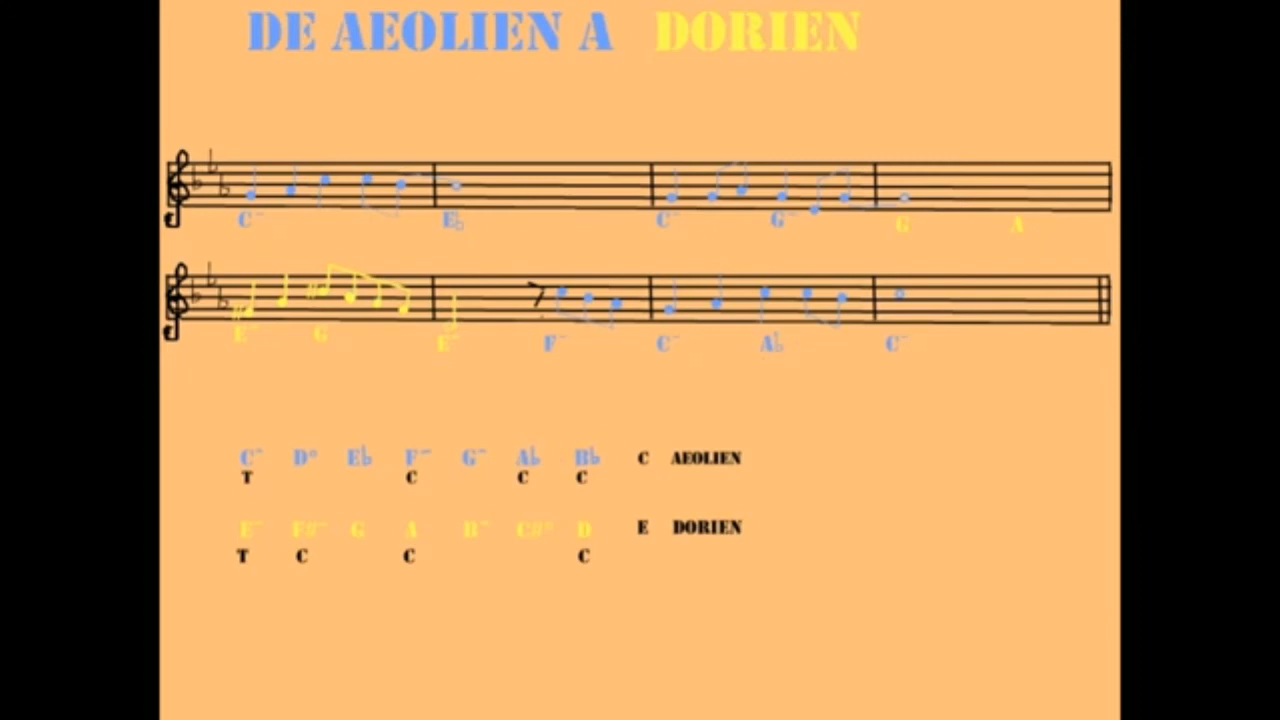 DE AEOLIEN A DORIEN
C- E♭ C- G- G A
E- G E- F- C- A♭ C-
C- D° E♭ F- G- A♭ B♭ C AEOLIEN
T C C C
E- F#- G A B- C#° D E DORIEN
T C C C